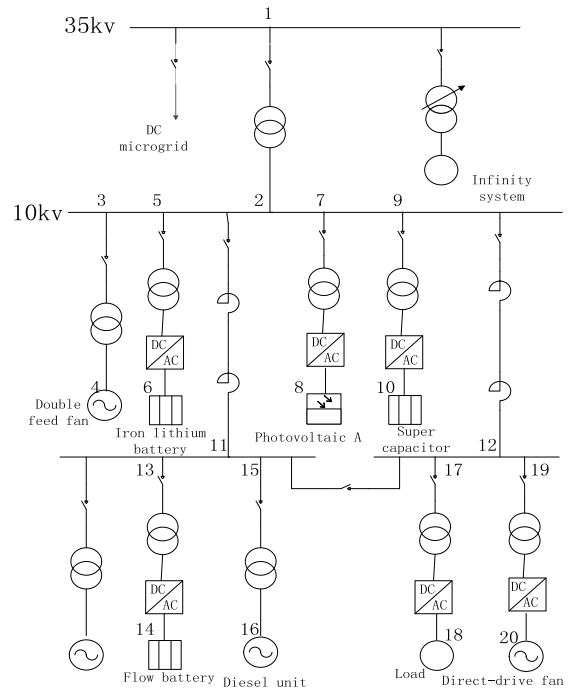 1
35kv
DC
microgrid
Infinity
system
3
5
2
7
9
10kv
DC
AC
DC
AC
DC
AC
4
6
8
10
Double
feed fan
Iron lithium
battery
Photovoltaic A
Super
capacitor
11
12
13
15
17
19
DC
AC
DC
AC
14
16
18
20
Flow battery
Diesel unit
Load
Direct-drive fan